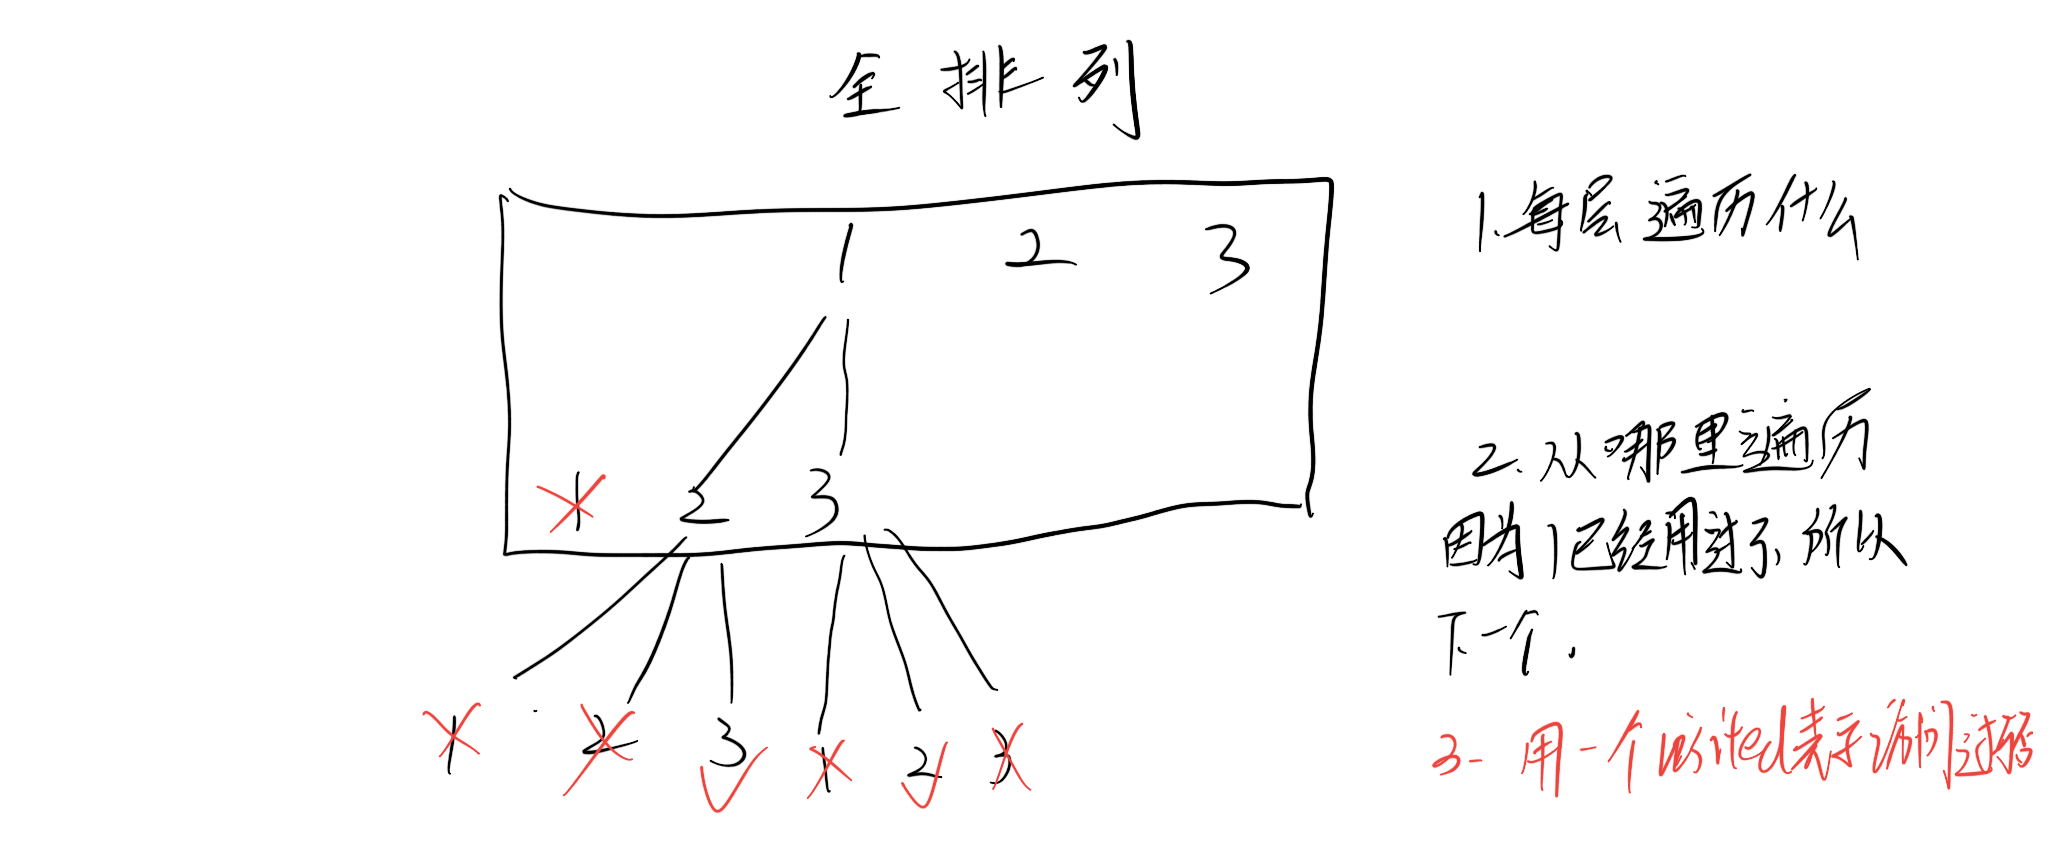 全排列
1 2 3
1 2 3
1 2 3 1 2 3
1.每层遍历什么
2.从哪里遍历
因为1已经用过了,所以
下一个.
3-用一个visited表示访问过否